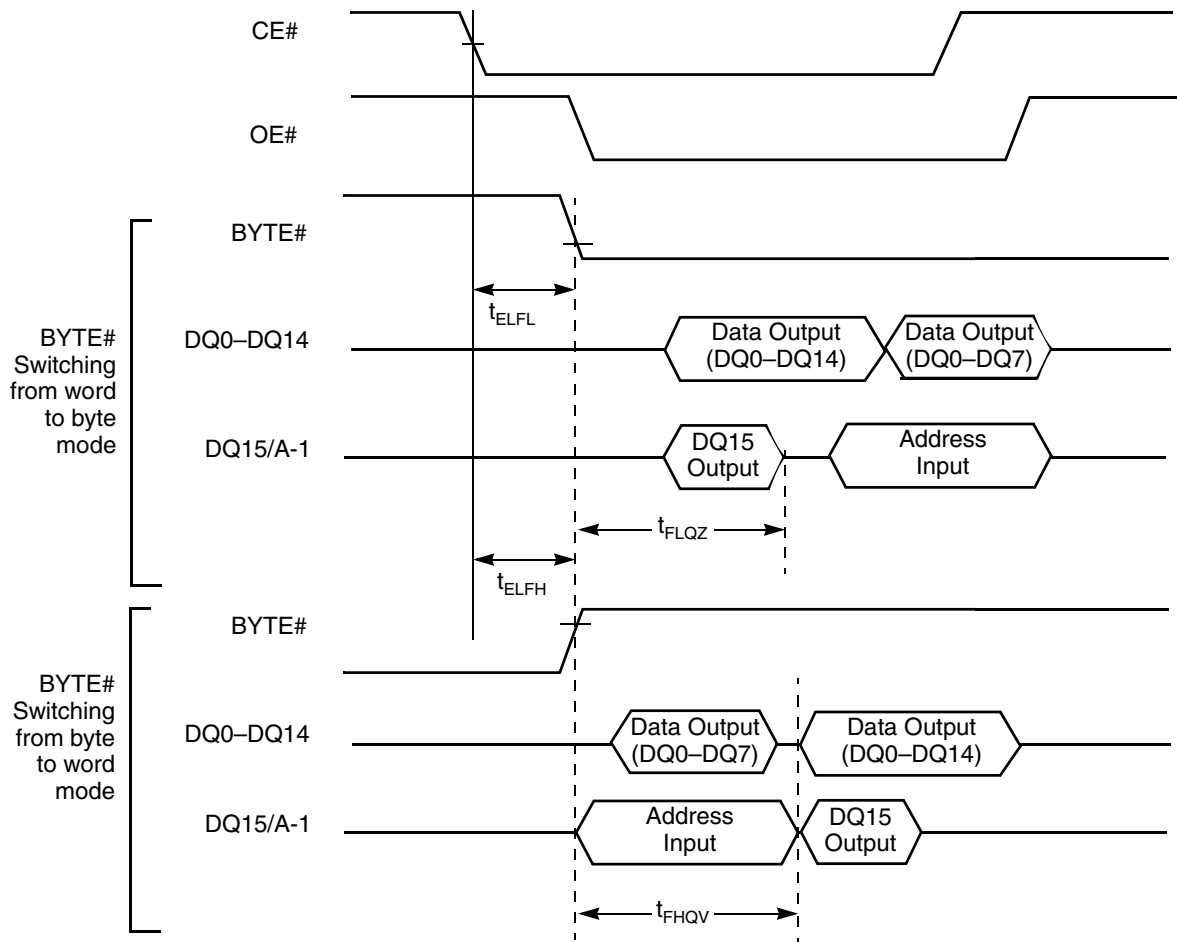 CE#
OE#
BYTE#
Switching
from word
to byte
mode
BYTE#
tELFL
DQ0–DQ14
Data Output
(DQ0–DQ14)
Data Output
(DQ0–DQ7)
DQ15/A-1
DQ15
Output
Address
Input
tFLQZ
tELFH
BYTE#
Switching
from byte
to word
mode
BYTE#
DQ0–DQ14
Data Output
(DQ0–DQ7)
Data Output
(DQ0–DQ14)
DQ15/A-1
Address
Input
DQ15
Output
tFHQV